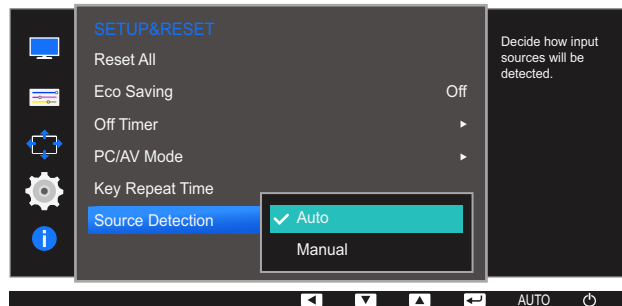 SETUP&RESET
Reset All
Eco Saving Off
Off Timer
PC/AV Mode
Key Repeat Time
Source Detection
Auto
Manual
Decide how input
sources will be
detected.
AUTO